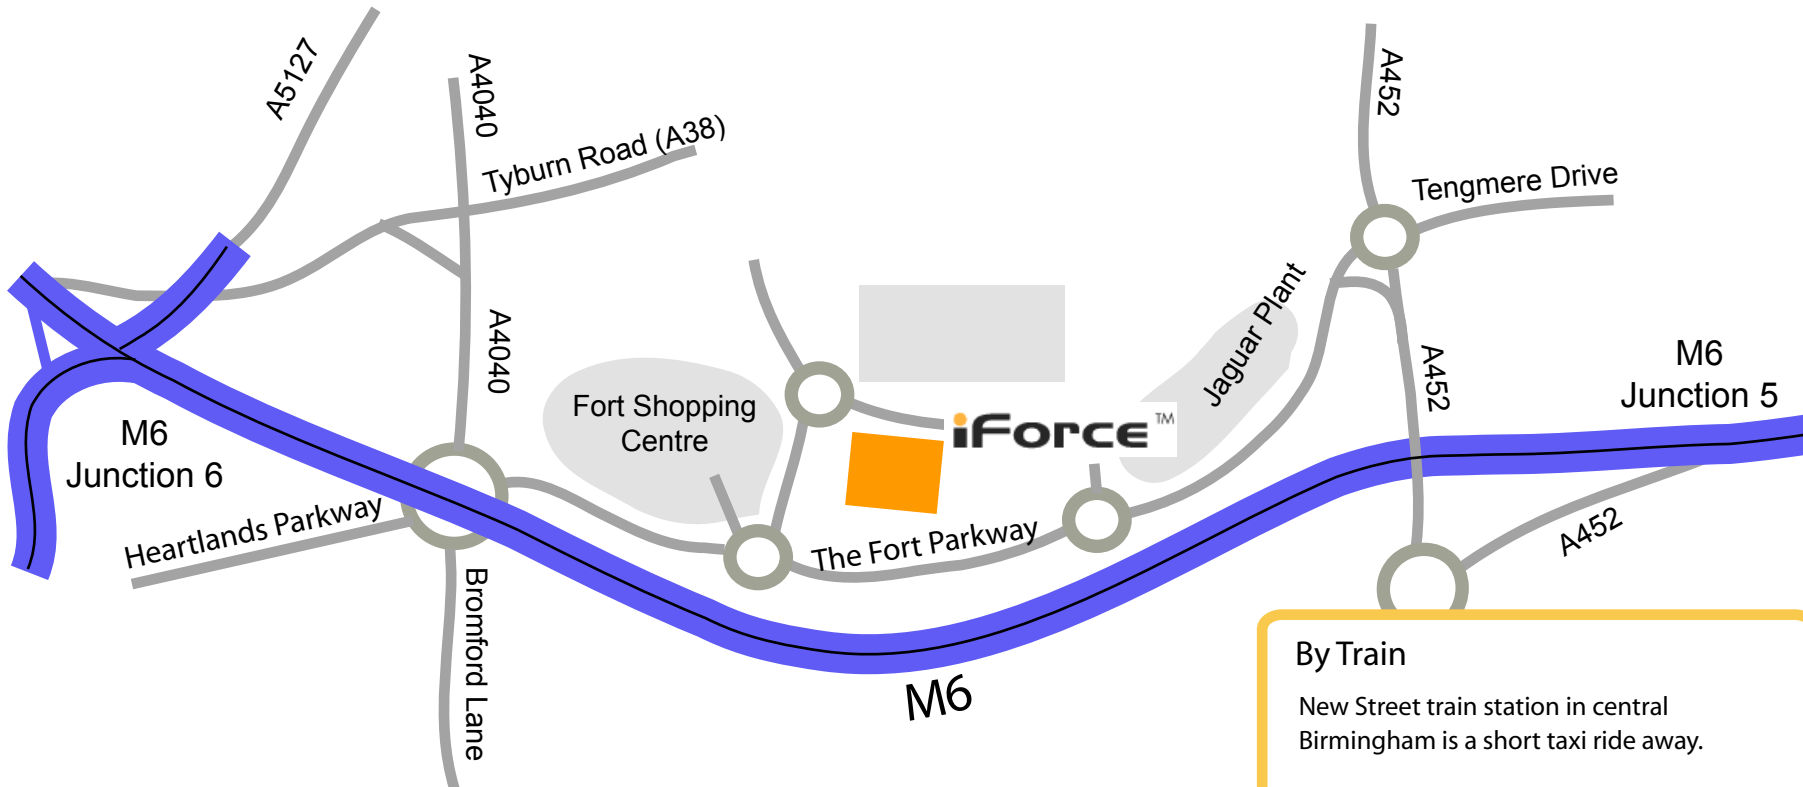 A5127
A4040
Tyburn Road (A38)
A452
Tengmere Drive
A4040
Jaguar Plant
A452
M6
Junction 5
Fort Shopping
Centre
iForce™
M6
Junction 6
Heartlands Parkway
The Fort Parkway
A452
Bromford Lane
M6
By Train
New Street train station in central
Birmingham is a short taxi ride away.